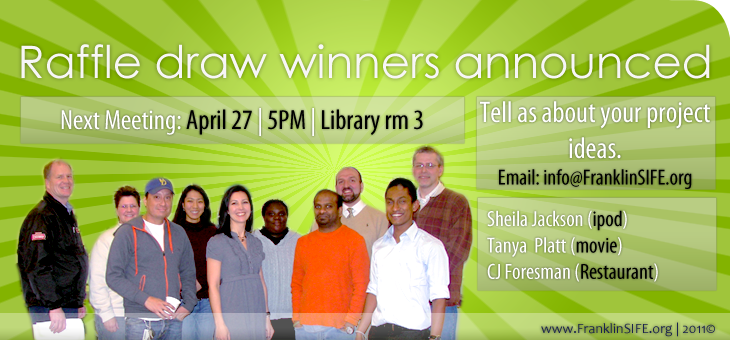 Raffle draw winners announced
Next Meeting: April 27 | 5PM | Library rm 3
Tell as about your project
ideas.
Email: info@FranklinSIFE.org
Sheila Jackson (ipod)
Tanya Platt (movie)
CJ Foresman (Restaurant)
www.FranklinSIFE.org | 2011©